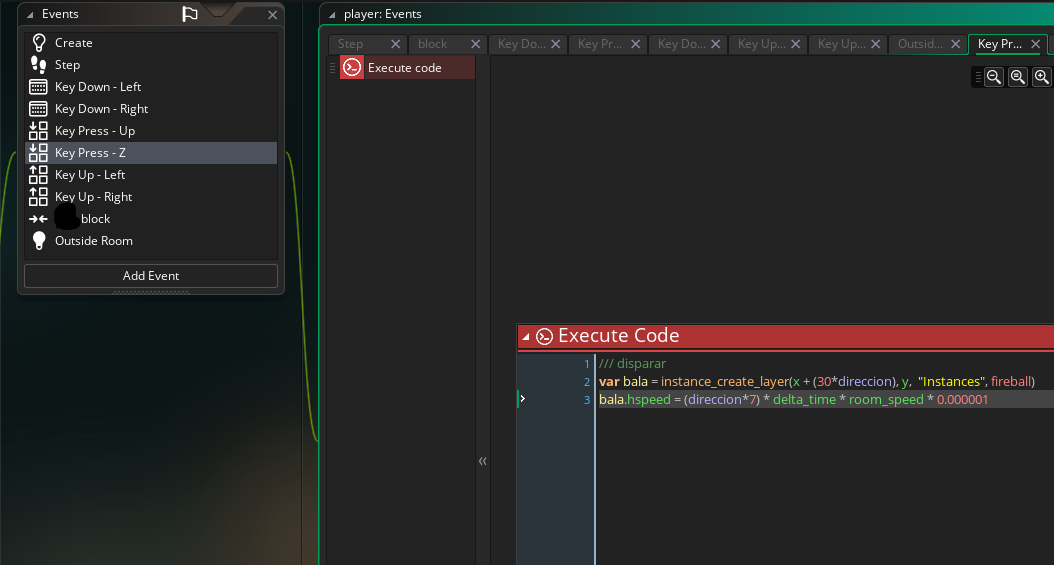 Events
Create
Step
Key Down - Left
Key Down - Right
Key Press - Up
Key Press - Z
Key Up - Left
Key Up - Right
block
Outside Room
Add Event
player: Events
Step block Key Do... Key Pr... Key Do... Key Up... Key Up... Outsid... Key Pr...
Execute code
Execute Code
1 /// disparar
2 var bala = instance_create_layer(x + (30*direccion), y, "Instances", fireball)
3 bala.hspeed = (direccion*7) * delta_time * room_speed * 0.000001